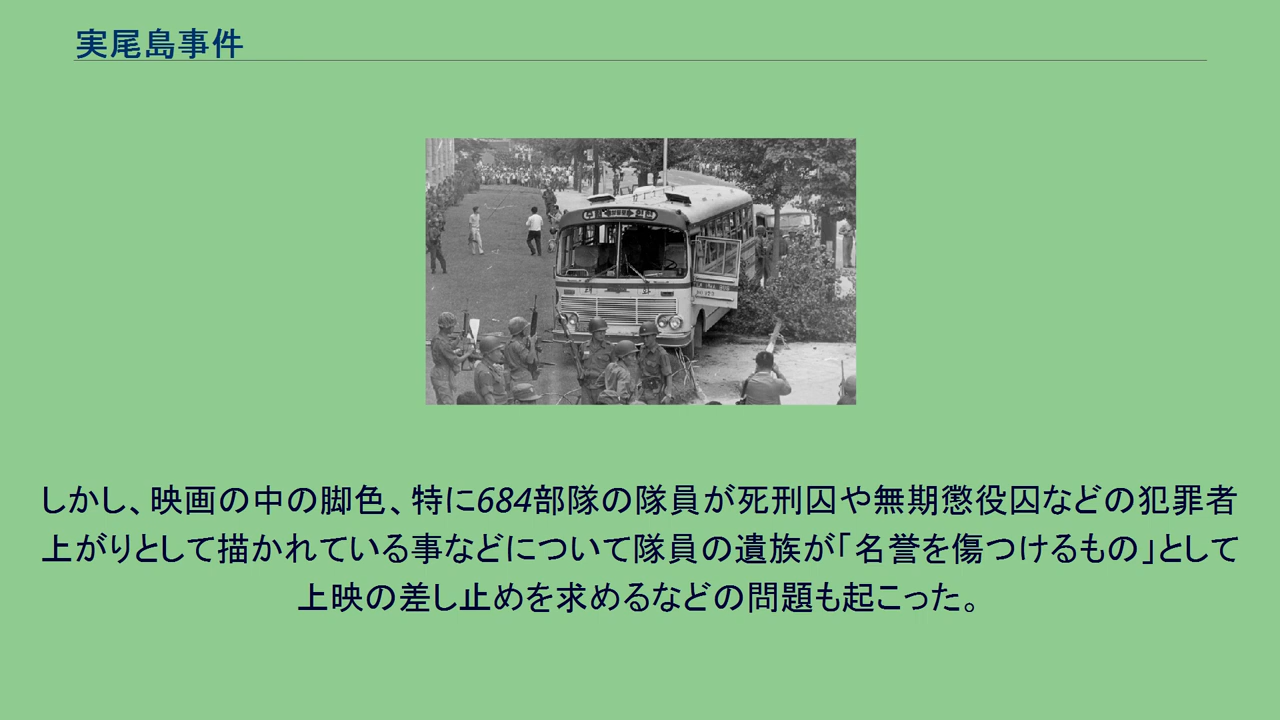 実尾島事件
しかし、映画の中の脚色、特に684部隊の隊員が死刑囚や無期懲役囚などの犯罪者
上がりとして描かれている事などについて隊員の遺族が「名誉を傷つけるもの」として
上映の差し止めを求めるなどの問題も起こった。